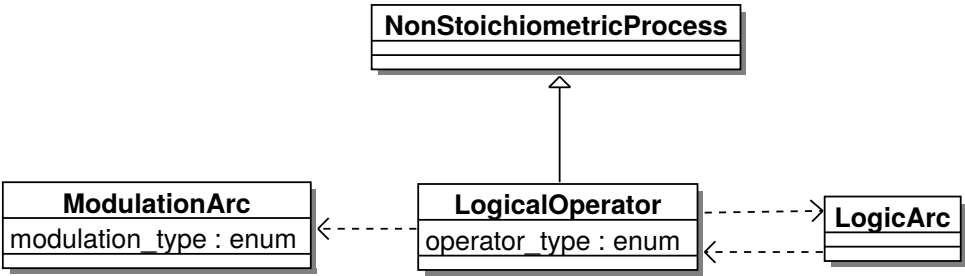 NonStoichiometricProcess
ModulationArc
modulation_type : enum
LogicalOperator
operator_type : enum
LogicArc